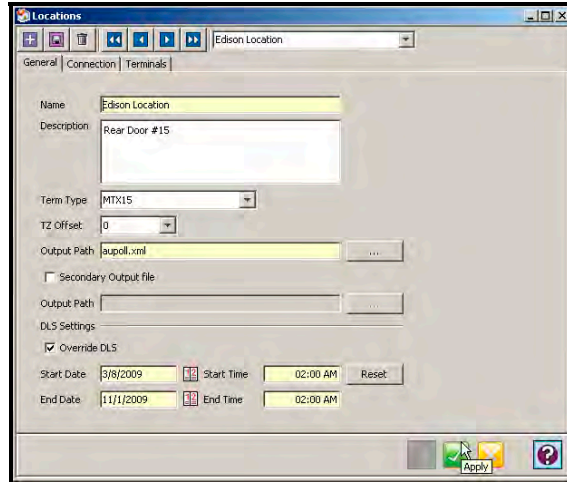 Locations
Edison Location
General Connection Terminals
Name Edison Location
Description Rear Door #15
Term Type MTX15
TZ Offset 0
Output Path aupoll.xml ...
Secondary Output file
Output Path ...
DLS Settings
Override DLS
Start Date 3/8/2009 12 Start Time 02:00 AM Reset
End Date 11/1/2009 12 End Time 02:00 AM
?
Apply